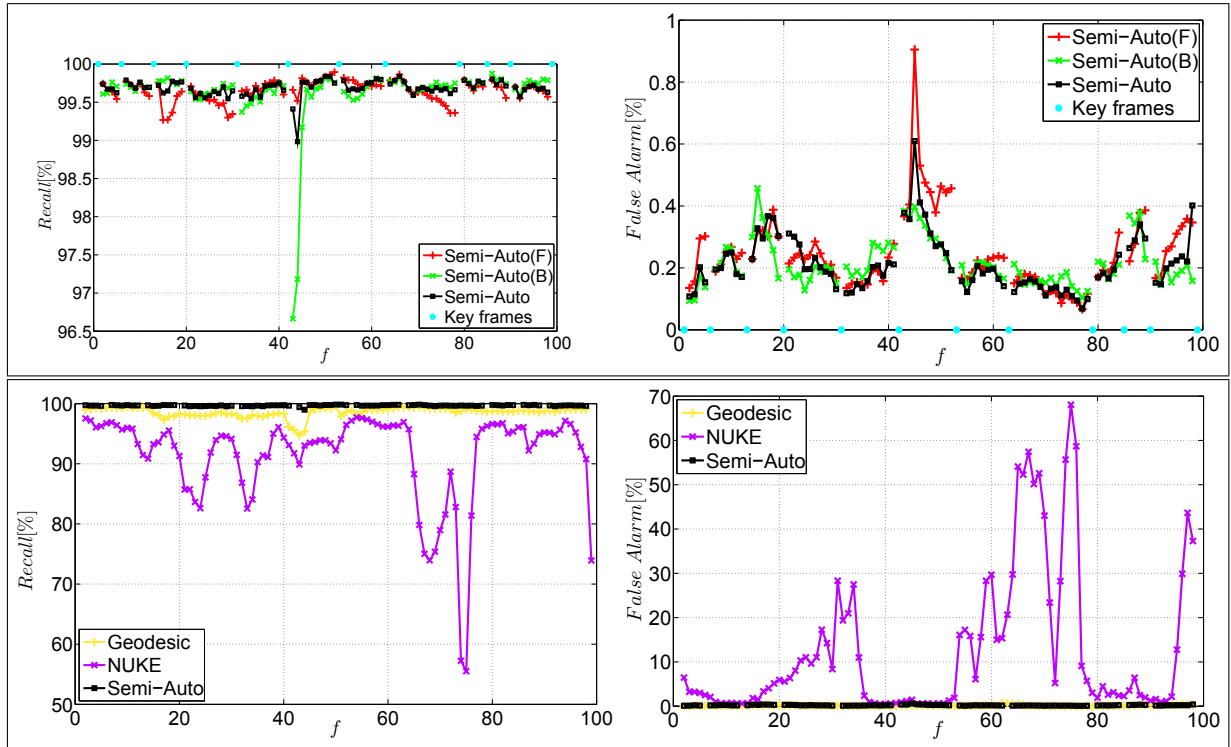 100
99.5
99
98.5
98
97.5
97
96.5
0 20 40 60 80 100
Recall[%]
f
Semi−Auto(F)
Semi−Auto(B)
Semi−Auto
Key frames
1
0.8
0.6
0.4
0.2
0
0 20 40 60 80 100
False Alarm[%]
f
Semi−Auto(F)
Semi−Auto(B)
Semi−Auto
Key frames
100
90
80
70
60
50
0 20 40 60 80 100
Recall[%]
f
Geodesic
NUKE
Semi−Auto
70
60
50
40
30
20
10
0
0 20 40 60 80 100
False Alarm[%]
f
Geodesic
NUKE
Semi−Auto